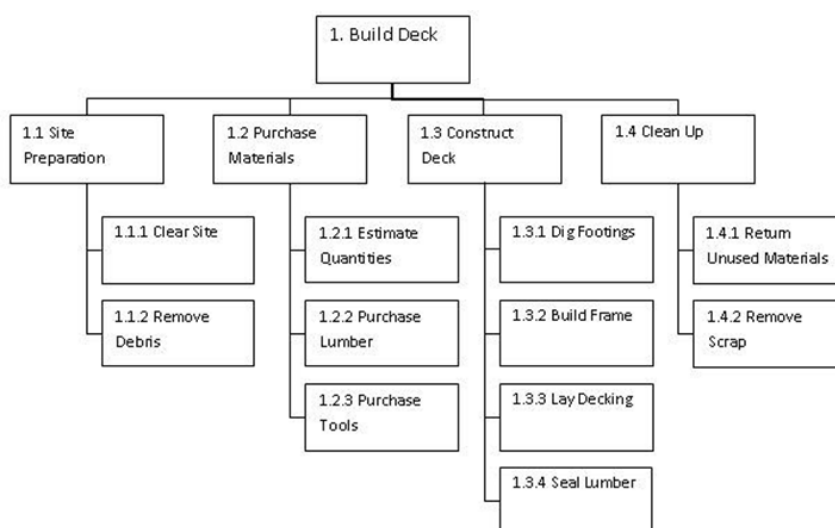 1. Build Deck
1.1 Site
Preparation
1.2 Purchase
Materials
1.3 Construct
Deck
1.4 Clean Up
1.1.1 Clear Site
1.1.2 Remove
Debris
1.2.1 Estimate
Quantities
1.2.2 Purchase
Lumber
1.2.3 Purchase
Tools
1.3.1 Dig Footings
1.3.2 Build Frame
1.3.3 Lay Decking
1.3.4 Seal Lumber
1.4.1 Return
Unused Materials
1.4.2 Remove
Scrap